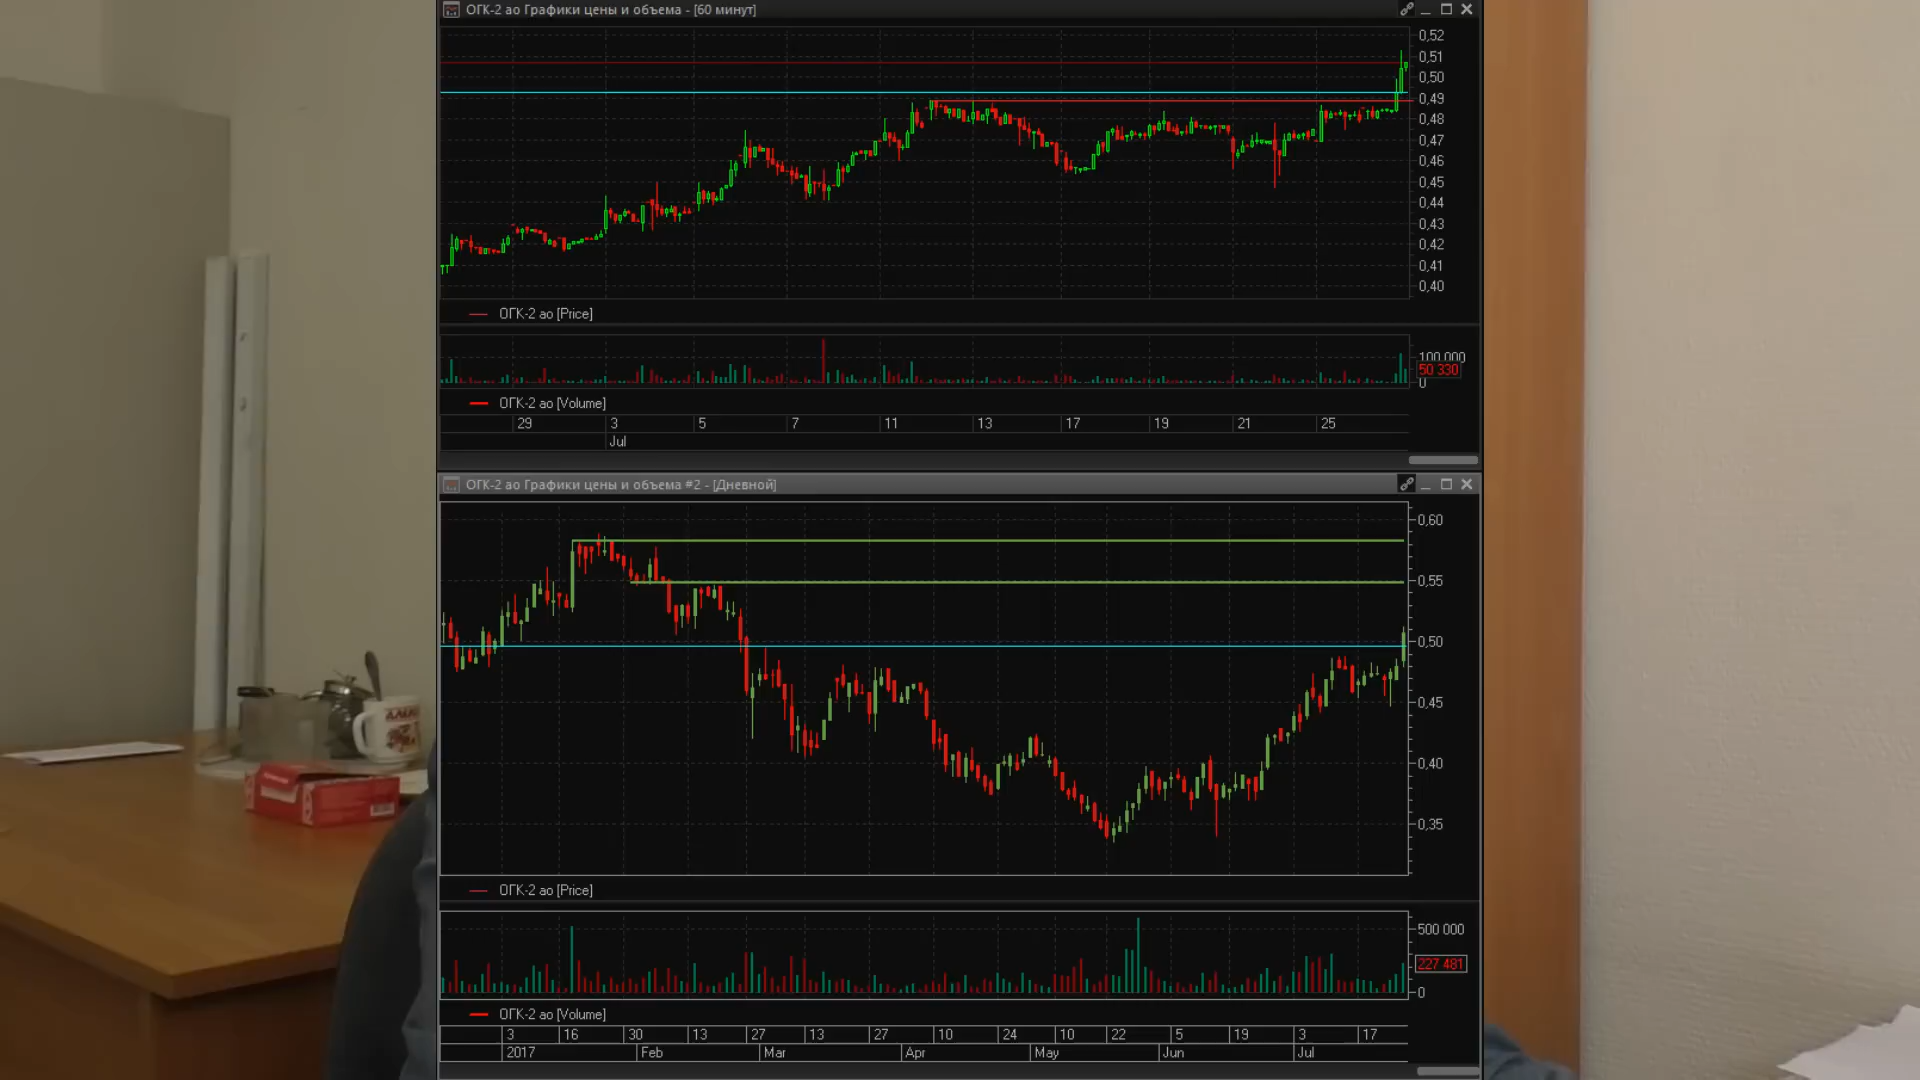 ОГК-2 ао Графики цены и объема - [60 минут]
0,52
0,51
0,50
0,49
0,48
0,47
0,46
0,45
0,44
0,43
0,42
0,41
0,40
ОГК-2 ао [Price]
100 000
50 330
0
ОГК-2 ао [Volume]
29 3 5 7 11 13 17 19 21 25
Jul
ОГК-2 ао Графики цены и объема #2 - [Дневной]
0,60
0,55
0,50
0,45
0,40
0,35
ОГК-2 ао [Price]
500 000
227 481
0
ОГК-2 ао [Volume]
3 16 30 13 27 13 27 10 24 10 22 5 19 3 17
2017 Feb Mar Apr May Jun Jul